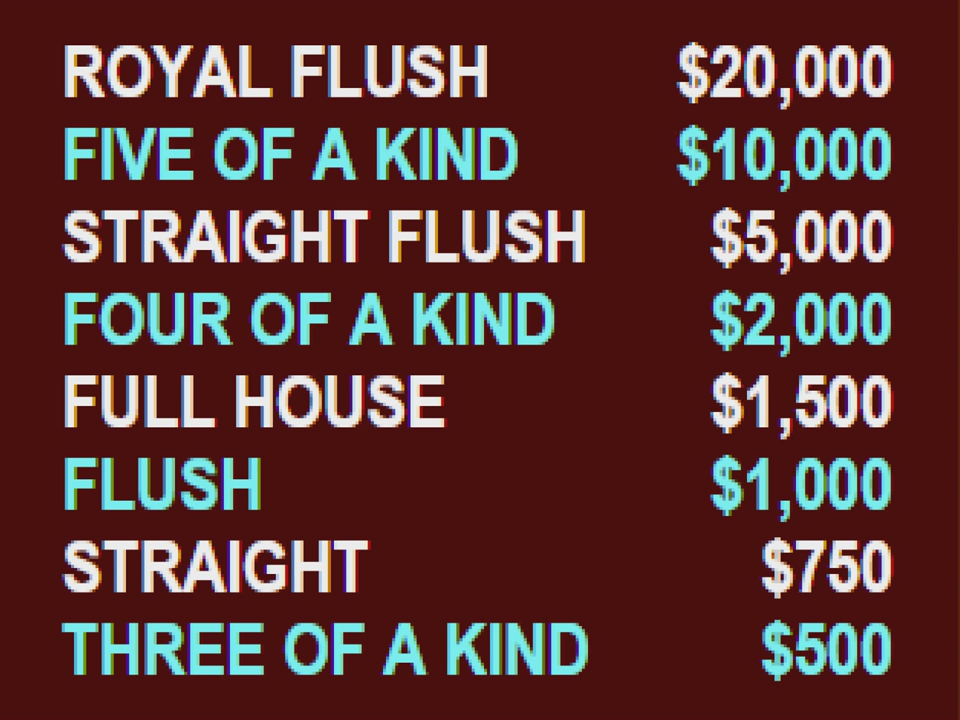 ROYAL FLUSH $20,000
FIVE OF A KIND $10,000
STRAIGHT FLUSH $5,000
FOUR OF A KIND $2,000
FULL HOUSE $1,500
FLUSH $1,000
STRAIGHT $750
THREE OF A KIND $500